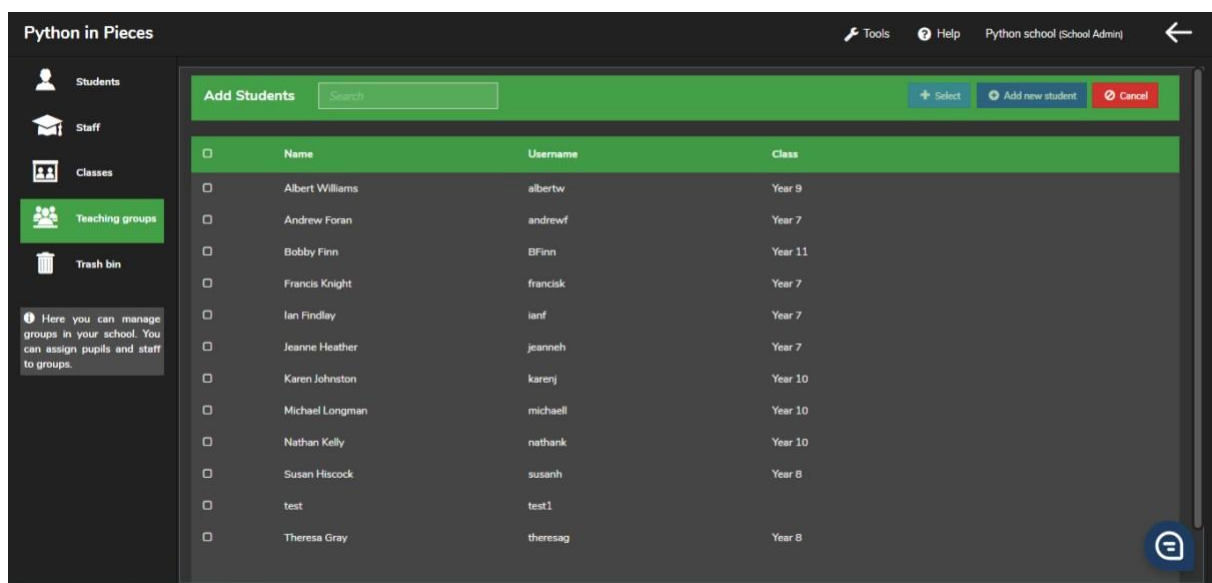 Python in Pieces
Tools Help Python school (School Admin)
Students
Staff
Classes
Teaching groups
Trash bin
Here you can manage
groups in your school. You
can assign pupils and staff
to groups.
Add Students Search Select Add new student Cancel
Name Username Class
Albert Williams albertw Year 9
Andrew Foran andrewf Year 7
Bobby Finn BFinn Year 11
Francis Knight francisk Year 7
Ian Findlay ianf Year 7
Jeanne Heather jeanneh Year 7
Karen Johnston karenj Year 10
Michael Longman michaell Year 10
Nathan Kelly nathank Year 10
Susan Hiscock susanh Year 8
test test1
Theresa Gray theresag Year 8